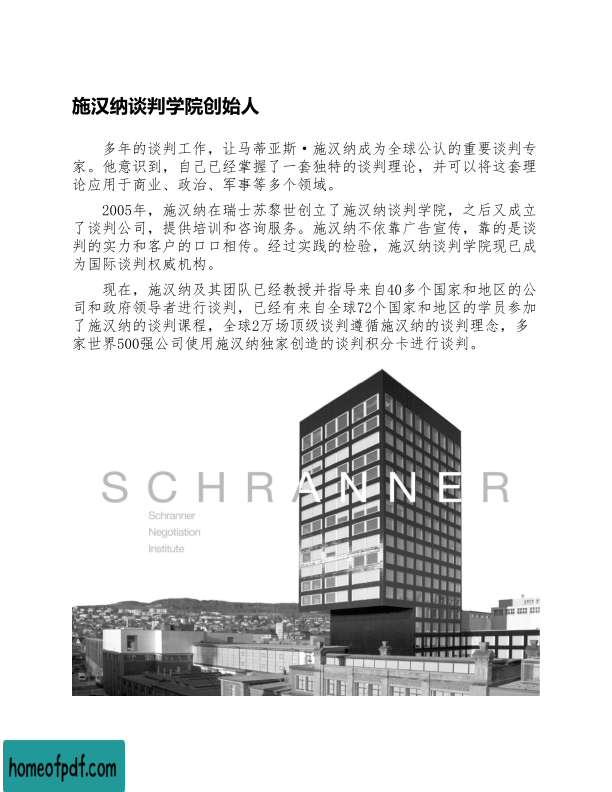 施汉纳谈判学院创始人
多年的谈判工作，让马蒂亚斯·施汉纳成为全球公认的重要谈判专
家。他意识到，自己已经掌握了一套独特的谈判理论，并可以将这套理
论应用于商业、政治、军事等多个领域。
2005年，施汉纳在瑞士苏黎世创立了施汉纳谈判学院，之后又成立
了谈判公司，提供培训和咨询服务。施汉纳不依靠广告宣传，靠的是谈
判的实力和客户的口口相传。经过实践的检验，施汉纳谈判学院现已成
为国际谈判权威机构。
现在，施汉纳及其团队已经教授并指导来自40多个国家和地区的公
司和政府领导者进行谈判，已经有来自全球72个国家和地区的学员参加
了施汉纳的谈判课程，全球2万场顶级谈判遵循施汉纳的谈判理念，多
家世界500强公司使用施汉纳独家创造的谈判积分卡进行谈判。
SCHRANNER
Schranner
Negotiation
Institute
homeofpdf.com